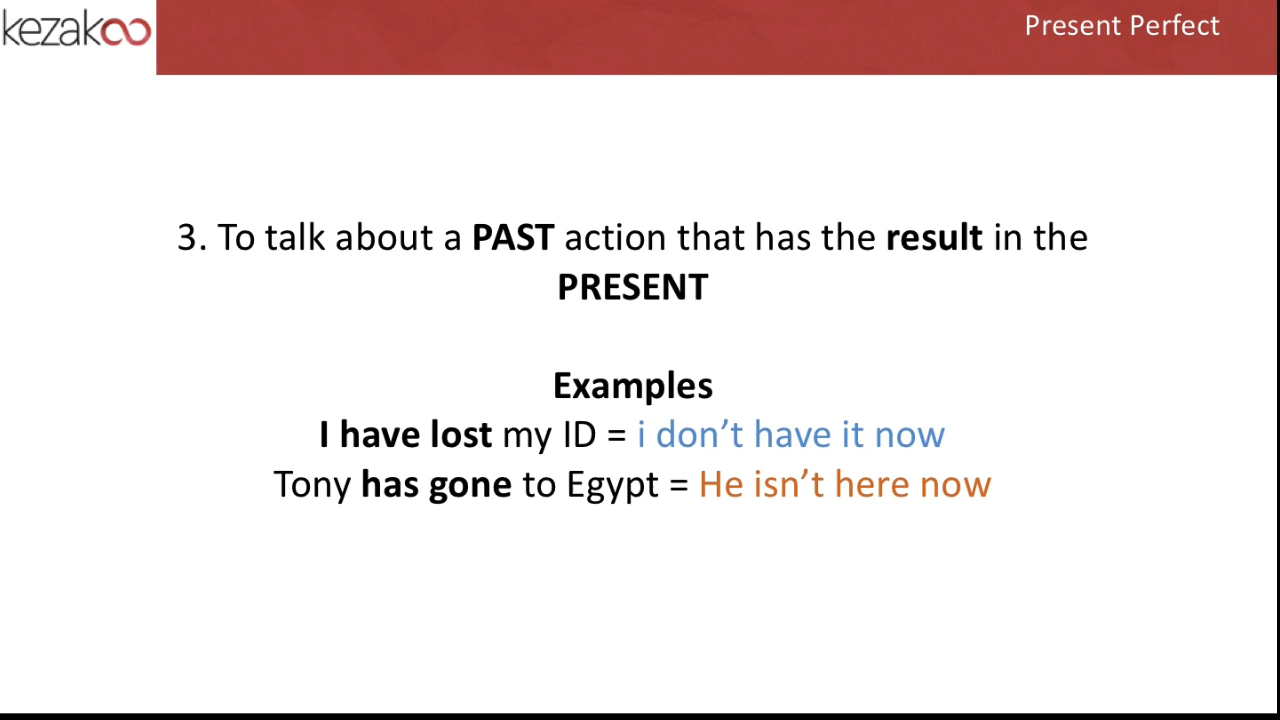 kezakoo
Present Perfect
3. To talk about a PAST action that has the result in the
PRESENT
Examples
I have lost my ID = i don’t have it now
Tony has gone to Egypt = He isn’t here now